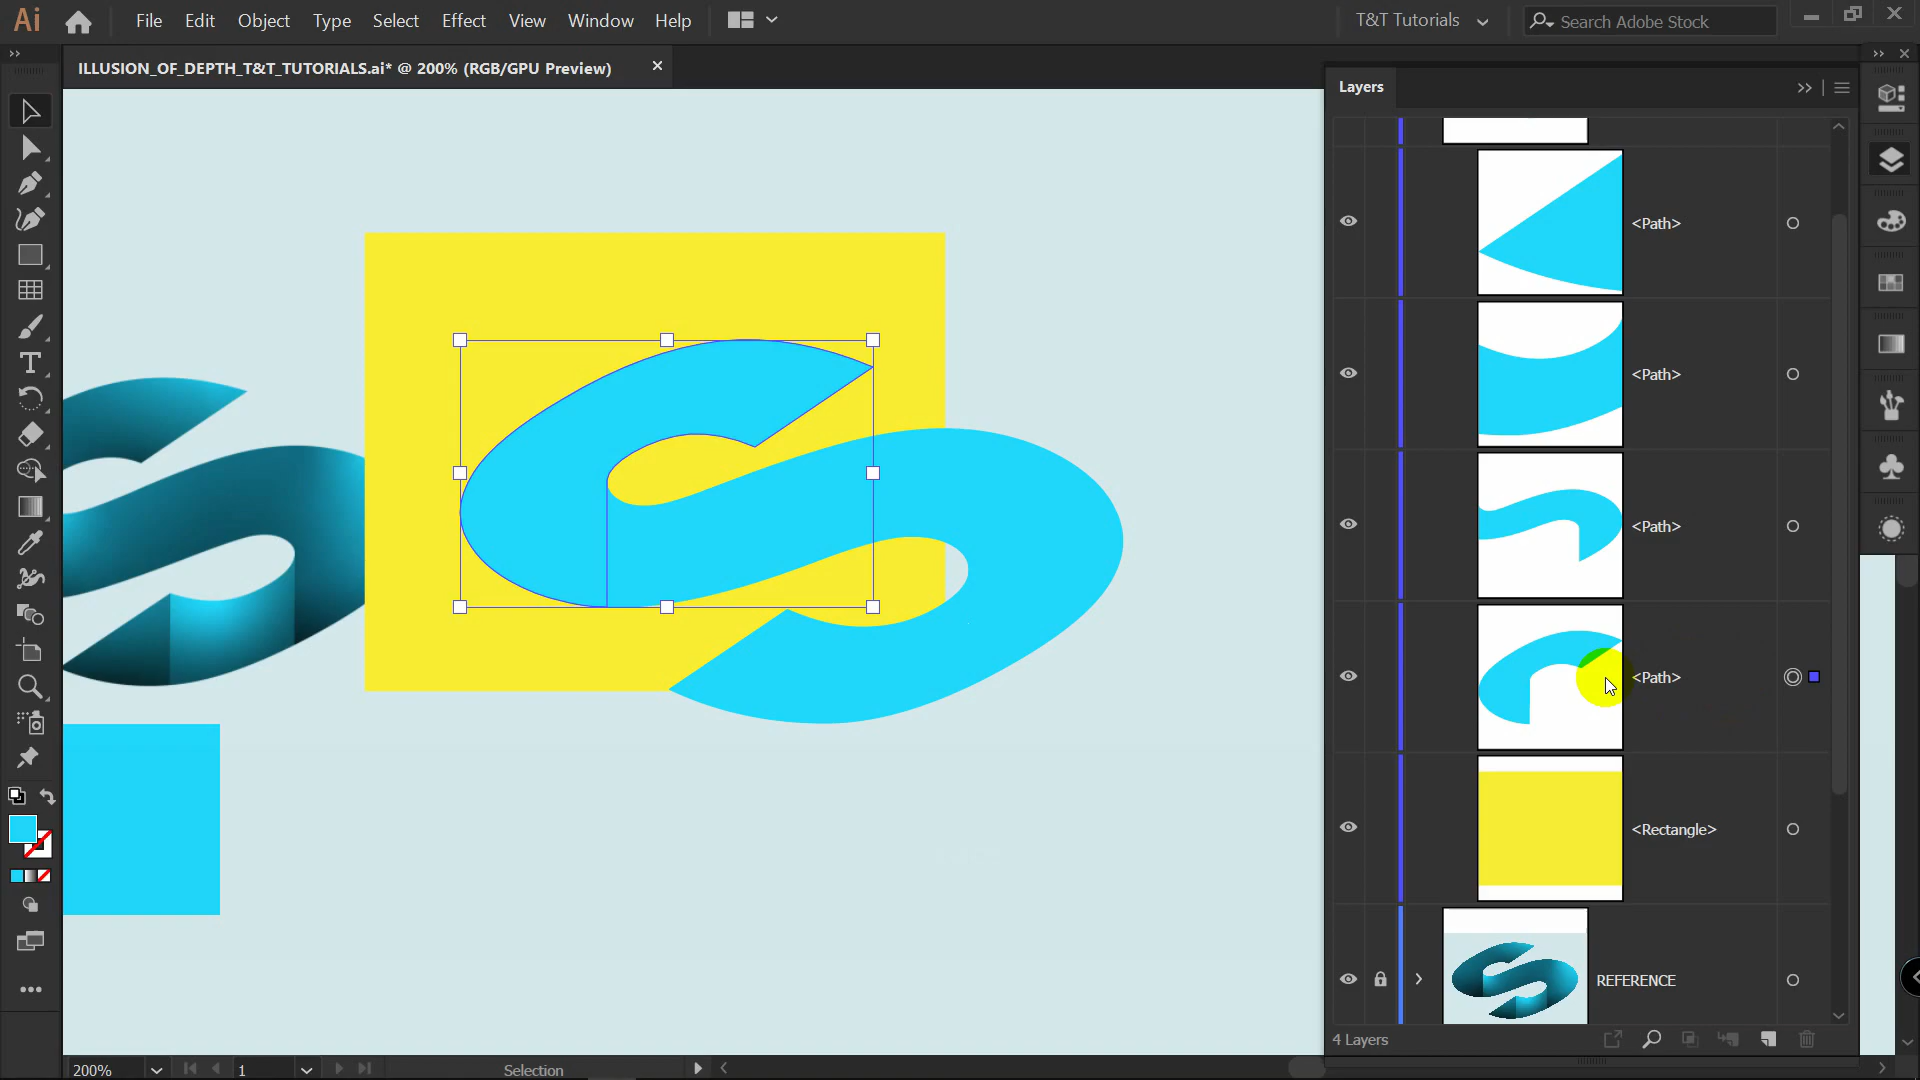 Ai
File Edit Object Type Select Effect View Window Help
T&T Tutorials
Search Adobe Stock
ILLUSION_OF_DEPTH_T&T_TUTORIALS.ai* @ 200% (RGB/GPU Preview)
Layers
<Path>
<Path>
<Path>
<Path>
<Rectangle>
REFERENCE
4 Layers
200%
1
Selection